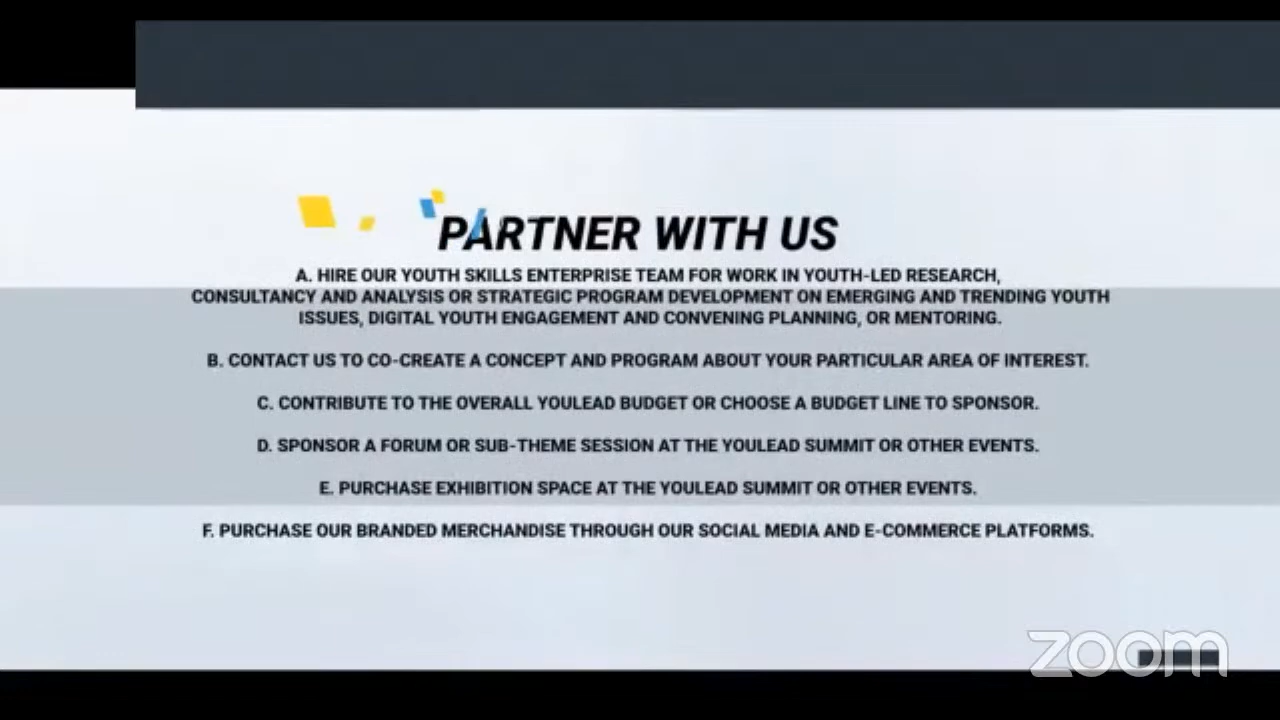 PARTNER WITH US
A. HIRE OUR YOUTH SKILLS ENTERPRISE TEAM FOR WORK IN YOUTH-LED RESEARCH,
CONSULTANCY AND ANALYSIS OR STRATEGIC PROGRAM DEVELOPMENT ON EMERGING AND TRENDING YOUTH
ISSUES, DIGITAL YOUTH ENGAGEMENT AND CONVENING PLANNING, OR MENTORING.
B. CONTACT US TO CO-CREATE A CONCEPT AND PROGRAM ABOUT YOUR PARTICULAR AREA OF INTEREST.
C. CONTRIBUTE TO THE OVERALL YOULEAD BUDGET OR CHOOSE A BUDGET LINE TO SPONSOR.
D. SPONSOR A FORUM OR SUB-THEME SESSION AT THE YOULEAD SUMMIT OR OTHER EVENTS.
E. PURCHASE EXHIBITION SPACE AT THE YOULEAD SUMMIT OR OTHER EVENTS.
F. PURCHASE OUR BRANDED MERCHANDISE THROUGH OUR SOCIAL MEDIA AND E-COMMERCE PLATFORMS.
zoom